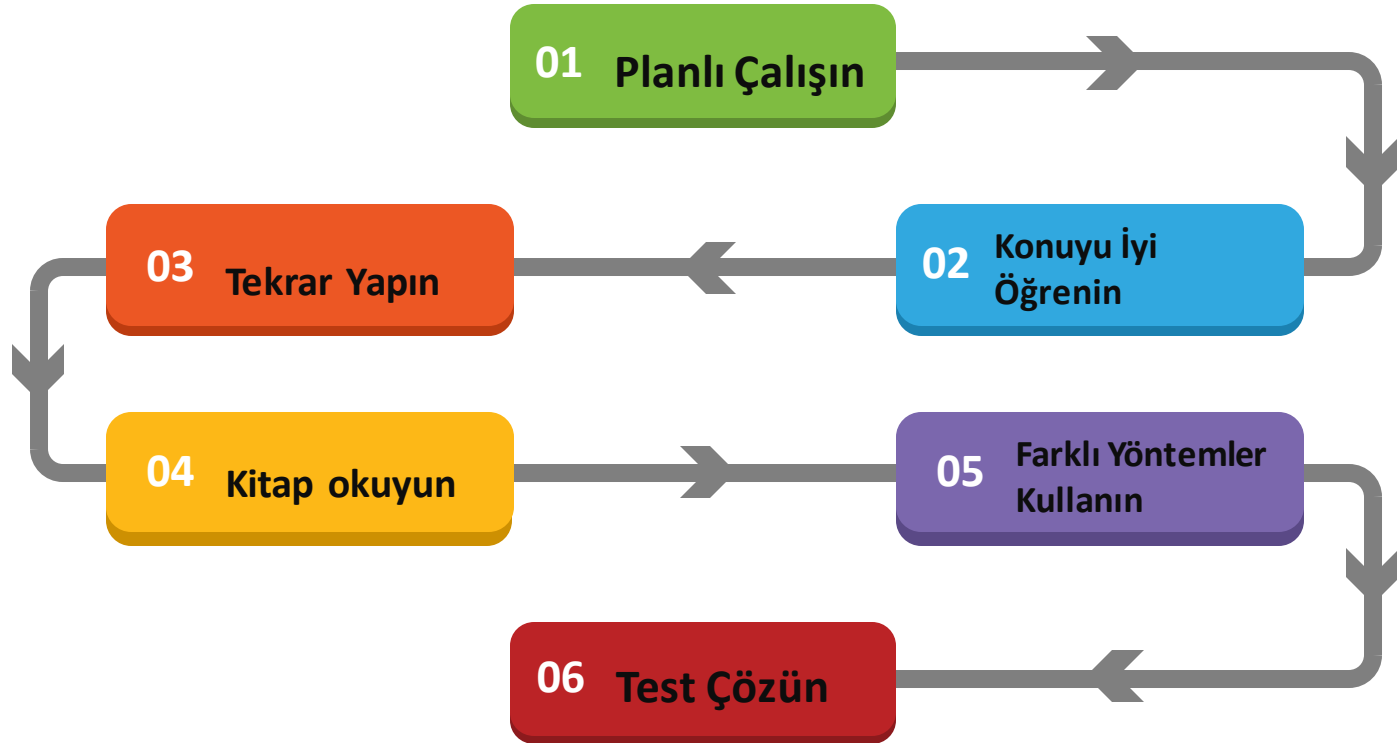 01 Planlı Çalışın
02 Konuyu İyi
Öğrenin
03 Tekrar Yapın
04 Kitap okuyun
05 Farklı Yöntemler
Kullanın
06 Test Çözün